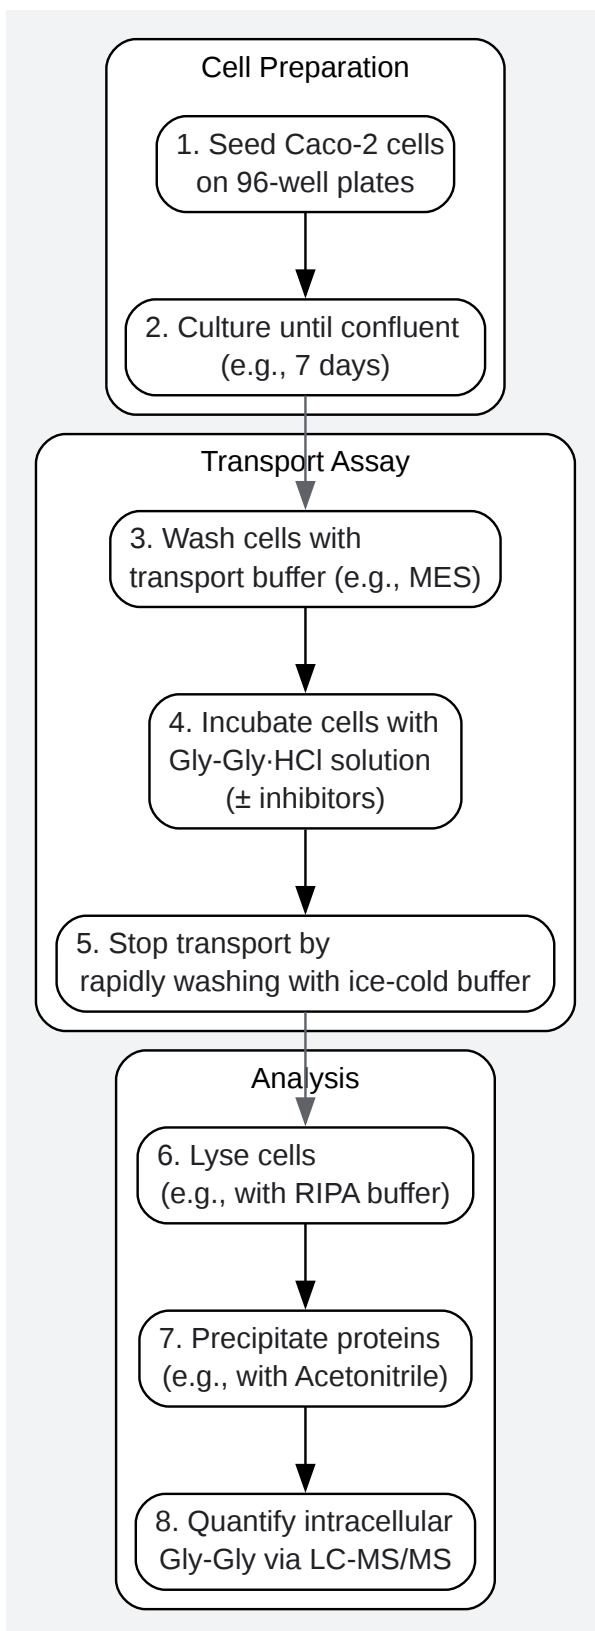 Cell Preparation
1. Seed Caco-2 cells
on 96-well plates
2. Culture until confluent
(e.g., 7 days)
Transport Assay
3. Wash cells with
transport buffer (e.g., MES)
4. Incubate cells with
Gly-Gly·HCl solution
(± inhibitors)
5. Stop transport by
rapidly washing with ice-cold buffer
Analysis
6. Lyse cells
(e.g., with RIPA buffer)
7. Precipitate proteins
(e.g., with Acetonitrile)
8. Quantify intracellular
Gly-Gly via LC-MS/MS